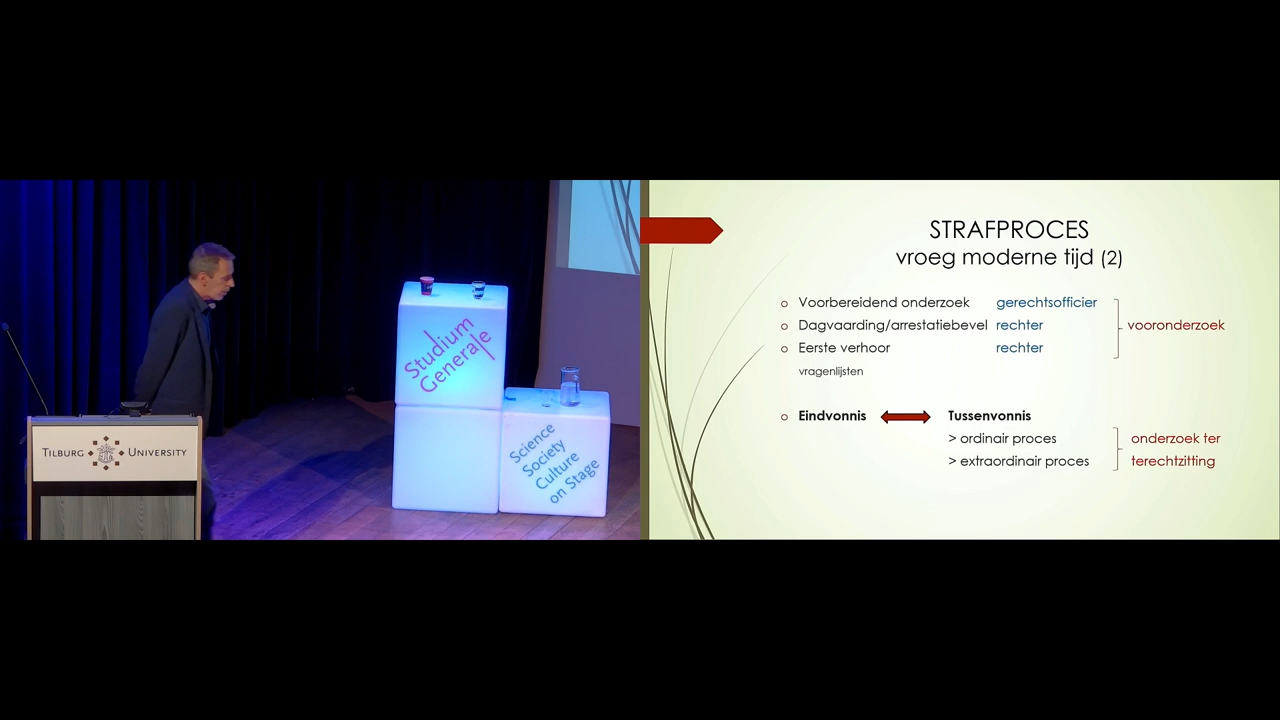 Studium
Generale
Science
Society
Culture
on Stage
TILBURG UNIVERSITY
STRAFPROCES
vroeg moderne tijd (2)
o Voorbereidend onderzoek gerechtsofficier
o Dagvaarding/arrestatiebevel rechter
o Eerste verhoor rechter
vragenlijsten
vooronderzoek
o Eindvonnis Tussenvonnis
> ordinair proces
> extraordinair proces
onderzoek ter
terechtzitting